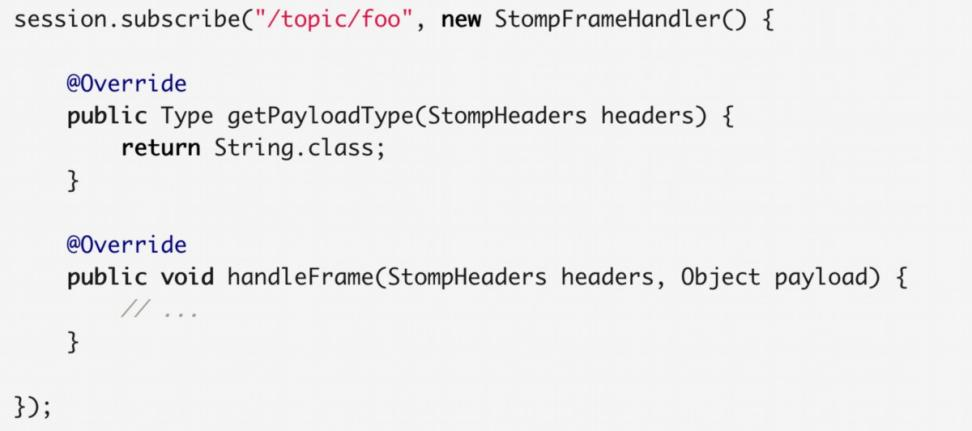 session.subscribe("/topic/foo", new StompFrameHandler() {
@Override
public Type getPayloadType(StompHeaders headers) {
return String.class;
}
@Override
public void handleFrame(StompHeaders headers, Object payload) {
// ...
}
});